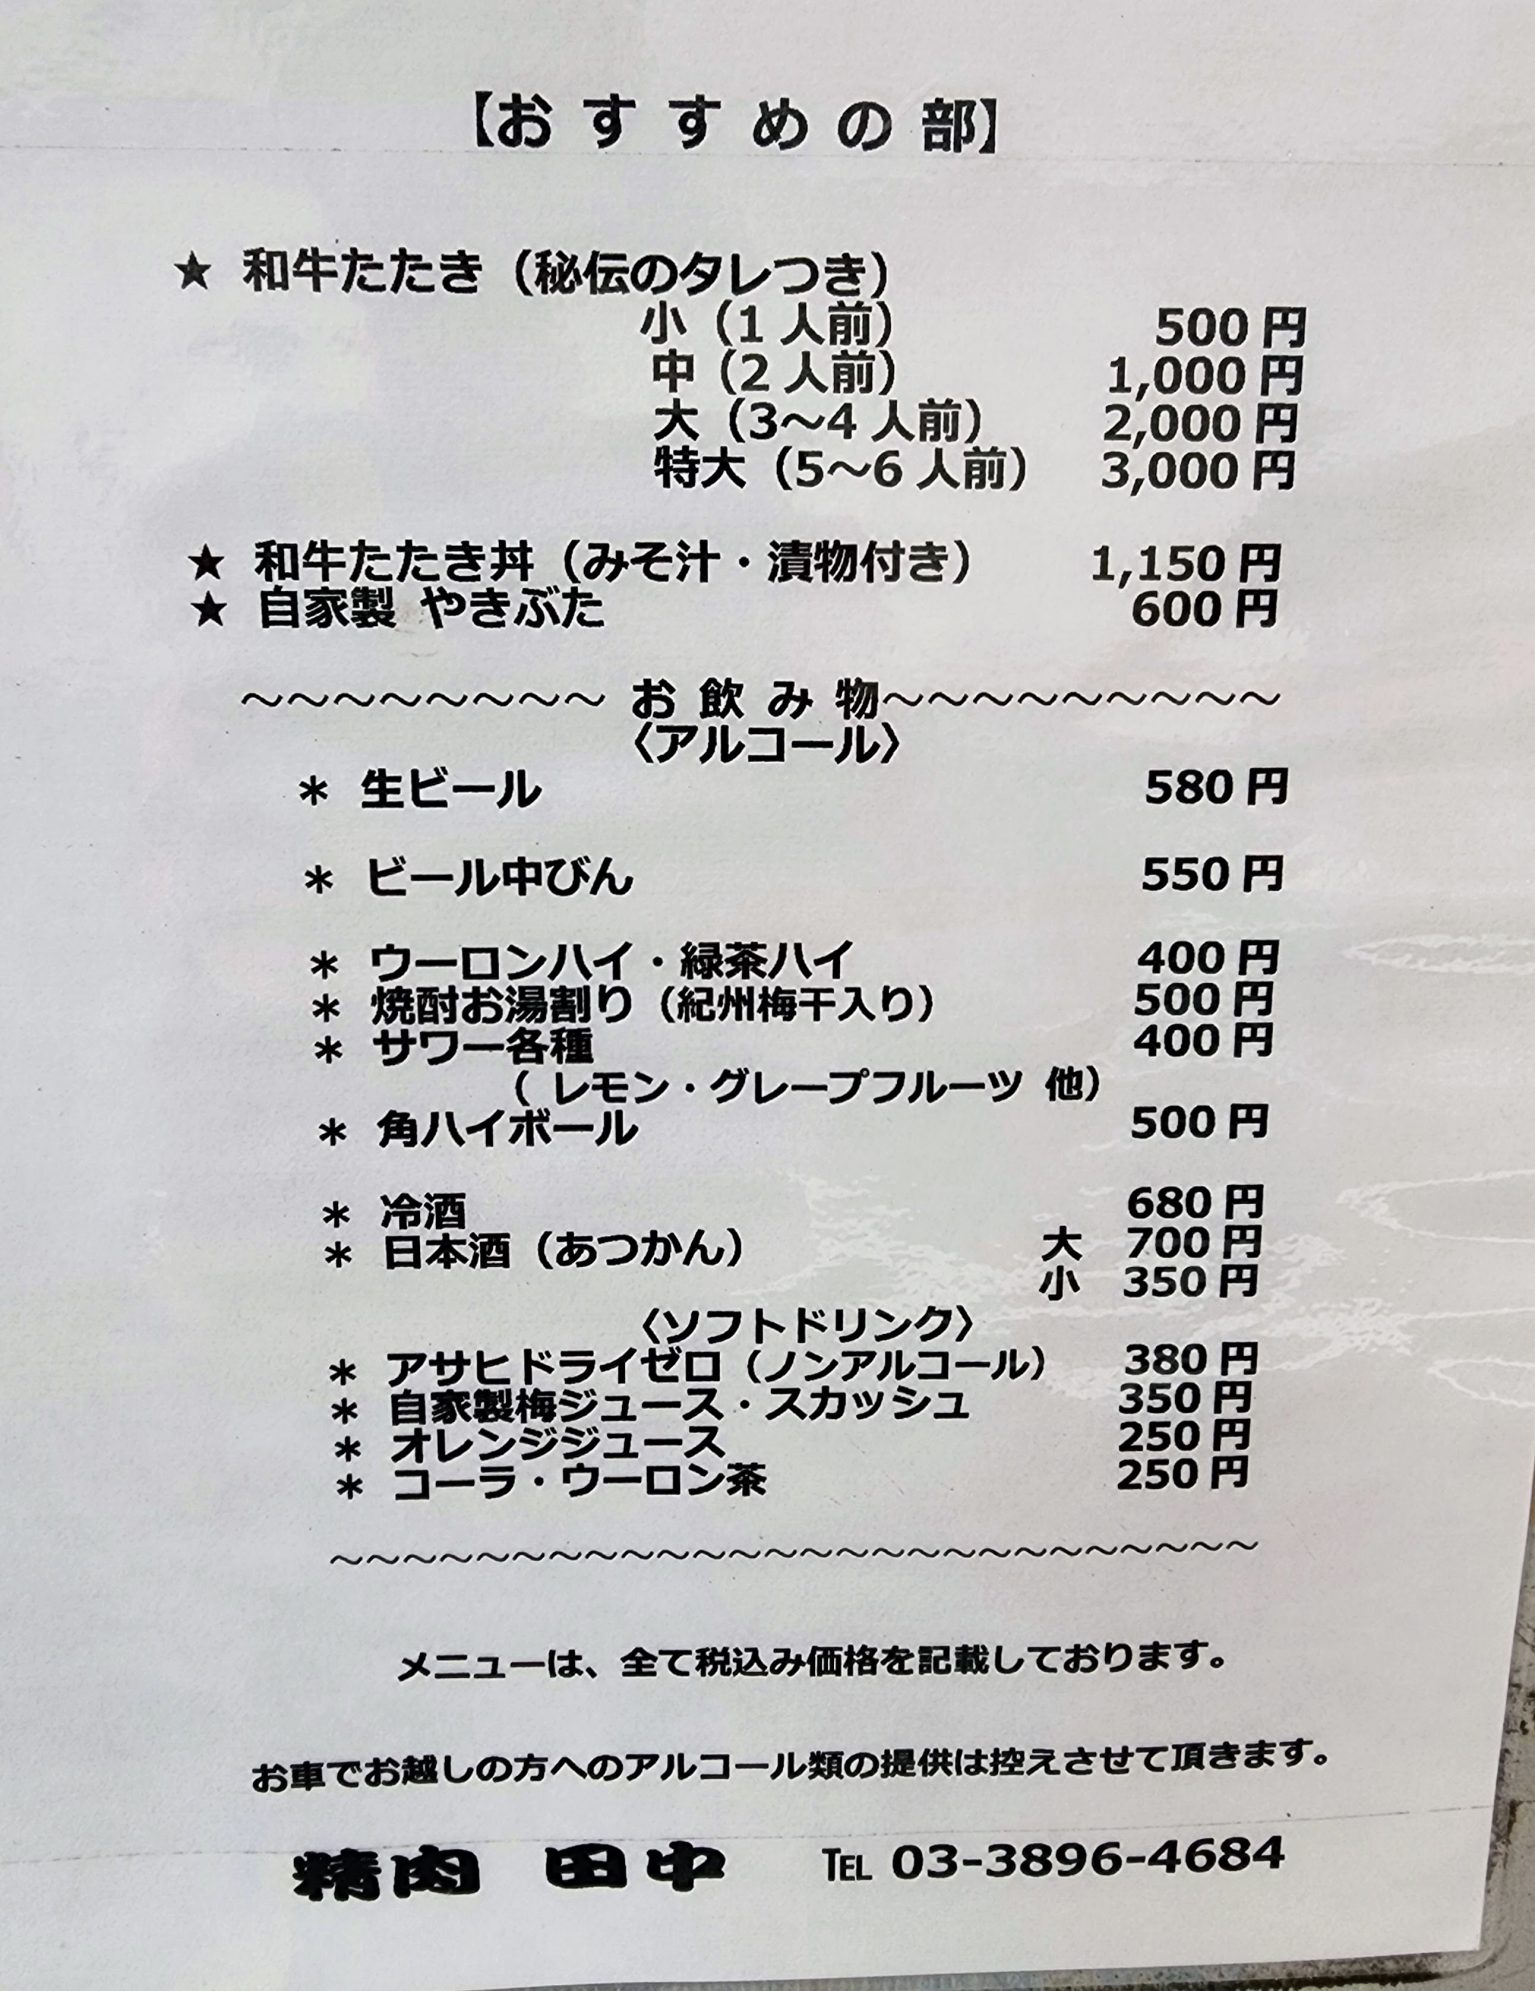 【おすすめの部】
★ 和牛たたき（秘伝のタレつき）
小（1人前） 500円
中（2人前） 1,000円
大（3～4人前） 2,000円
特大（5～6人前） 3,000円
★ 和牛たたき丼（みそ汁・漬物付き） 1,150円
★ 自家製 やきぶた 600円
～～～～～～～～ お飲み物～～～～～～～～～
〈アルコール〉
＊ 生ビール 580円
＊ ビール中びん 550円
＊ ウーロンハイ・緑茶ハイ 400円
＊ 焼酎お湯割り（紀州梅干入り） 500円
＊ サワー各種 400円
（ レモン・グレープフルーツ 他）
＊ 角ハイボール 500円
＊ 冷酒 680円
＊ 日本酒（あつかん） 大 700円
小 350円
〈ソフトドリンク〉
＊ アサヒドライゼロ（ノンアルコール） 380円
＊ 自家製梅ジュース・スカッシュ 350円
＊ オレンジジュース 250円
＊ コーラ・ウーロン茶 250円
～～～～～～～～～～～～～～～～～～～～～～～～～～
メニューは、全て税込み価格を記載しております。
お車でお越しの方へのアルコール類の提供は控えさせて頂きます。
精肉 田中 TEL 03-3896-4684